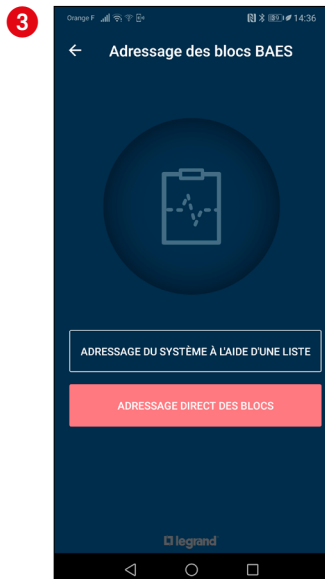 3
Orange F 14:36
Adressage des blocs BAES
ADRESSAGE DU SYSTÈME À L'AIDE D'UNE LISTE
ADRESSAGE DIRECT DES BLOCS
legrand